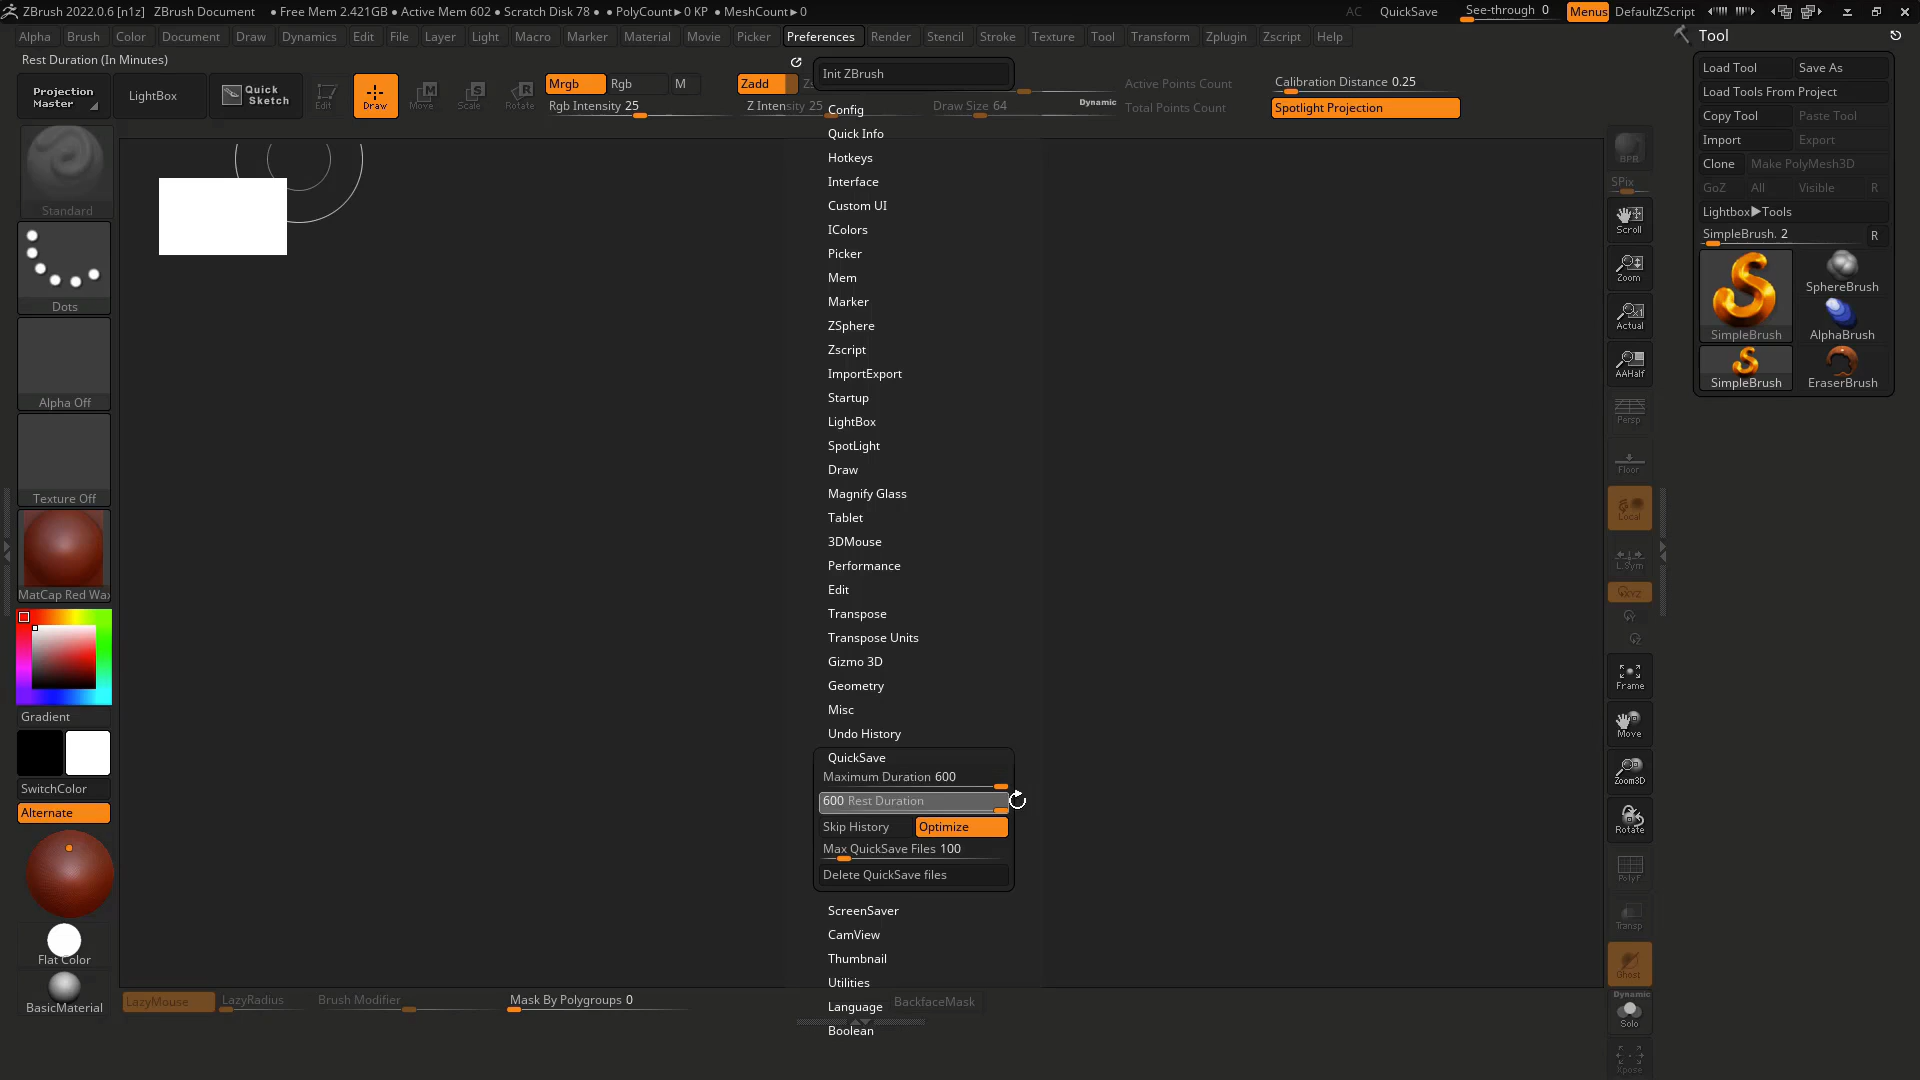 ZBrush 2022.0.6 [n1z] ZBrush Document • Free Mem 2.421GB • Active Mem 602 • Scratch Disk 78 • • PolyCount►0 KP • MeshCount►0 AC QuickSave See-through 0 Menus DefaultZScript
Alpha Brush Color Document Draw Dynamics Edit File Layer Light Macro Marker Material Movie Picker Preferences Render Stencil Stroke Texture Tool Transform Zplugin Zscript Help
Rest Duration (In Minutes)
Projection Master
LightBox
Quick Sketch
Edit
Draw
Move
Scale
Rotate
Mrgb Rgb M
Rgb Intensity 25
Zadd
Z Intensity 25
Draw Size 64
Dynamic
Active Points Count
Total Points Count
Calibration Distance 0.25
Spotlight Projection
Standard
Dots
Alpha Off
Texture Off
MatCap Red Wax
Gradient
SwitchColor
Alternate
Flat Color
BasicMaterial
Init ZBrush
Config
Quick Info
Hotkeys
Interface
Custom UI
IColors
Picker
Mem
Marker
ZSphere
Zscript
ImportExport
Startup
LightBox
SpotLight
Draw
Magnify Glass
Tablet
3DMouse
Performance
Edit
Transpose
Transpose Units
Gizmo 3D
Geometry
Misc
Undo History
QuickSave
Maximum Duration 600
600 Rest Duration
Skip History Optimize
Max QuickSave Files 100
Delete QuickSave files
ScreenSaver
CamView
Thumbnail
Utilities
Language
Boolean
LazyMouse LazyRadius Brush Modifier Mask By Polygroups 0 BackfaceMask
BPR
SPix
Scroll
Zoom
Actual
AAHalf
Persp
Floor
Local
L.Sym
XYZ
Frame
Move
Zoom3D
Rotate
PolyF
Transp
Ghost
Dynamic
Solo
Xpose
Tool
Load Tool Save As
Load Tools From Project
Copy Tool Paste Tool
Import Export
Clone Make PolyMesh3D
GoZ All Visible R
Lightbox►Tools
SimpleBrush. 2 R
SimpleBrush
SphereBrush
AlphaBrush
SimpleBrush
EraserBrush